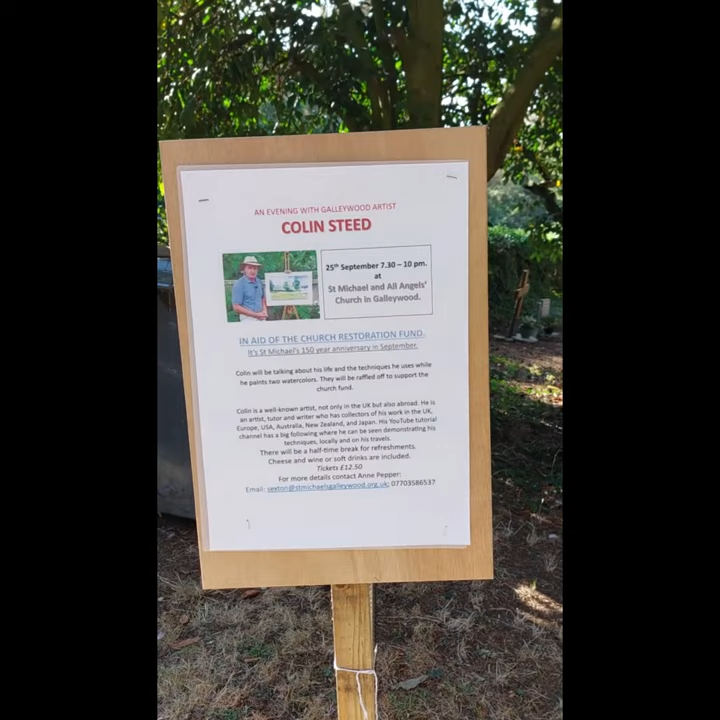 AN EVENING WITH GALLEYWOOD ARTIST
COLIN STEED
25th September 7.30 – 10 pm.
at
St Michael and All Angels'
Church in Galleywood.
IN AID OF THE CHURCH RESTORATION FUND.
It's St Michael's 150 year anniversary in September.
Colin will be talking about his life and the techniques he uses while
he paints two watercolors. They will be raffled off to support the
church fund.
Colin is a well-known artist, not only in the UK but also abroad. He is
an artist, tutor and writer who has collectors of his work in the UK,
Europe, USA, Australia, New Zealand, and Japan. His YouTube tutorial
channel has a big following where he can be seen demonstrating his
techniques, locally and on his travels.
There will be a half-time break for refreshments.
Cheese and wine or soft drinks are included.
Tickets £12.50
For more details contact Anne Pepper:
Email: sexton@stmichaelsgalleywood.org.uk; 07703586537